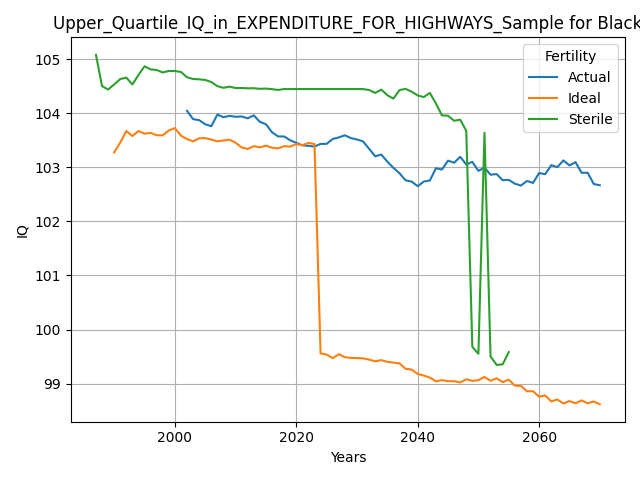 Upper_Quartile_IQ_in_EXPENDITURE_FOR_HIGHWAYS_Sample for Black
Fertility
Actual
Ideal
Sterile
105
104
103
102
101
100
99
IQ
2000
2020
2040
2060
Years